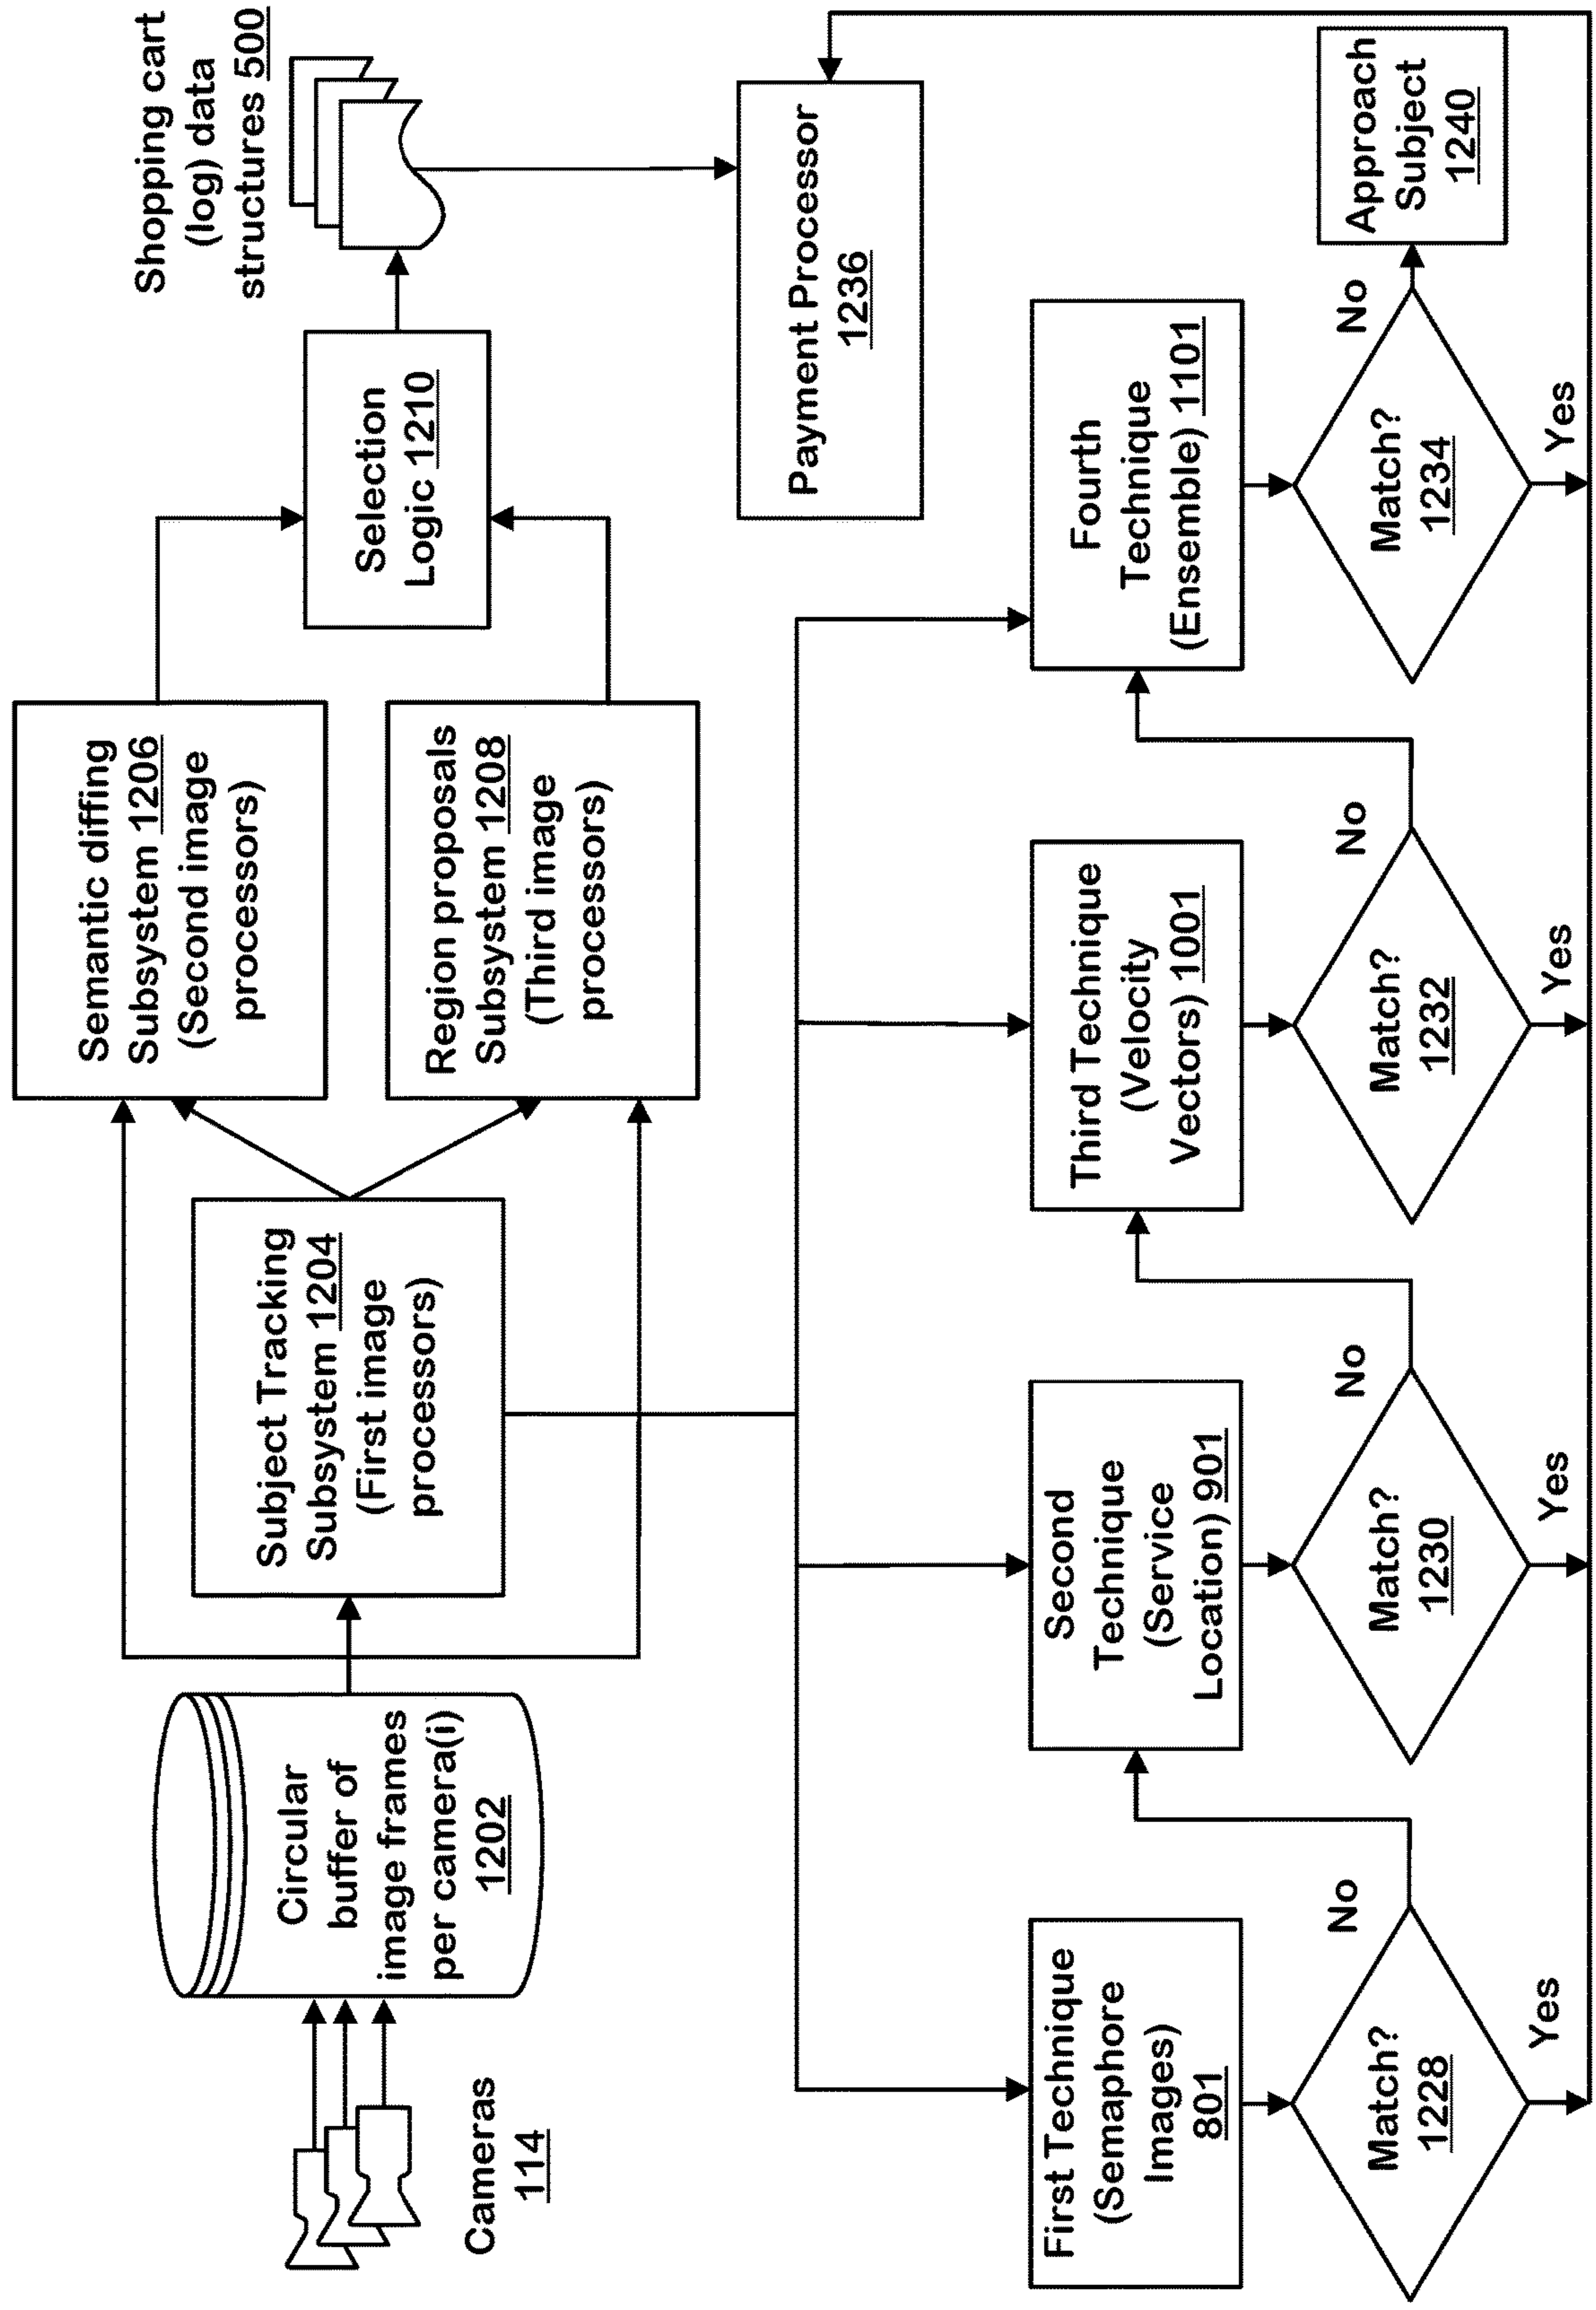 Cameras
114
Circular
buffer of
image frames
per camera(i)
1202
Subject Tracking
Subsystem 1204
(First image
processors)
Semantic diffing
Subsystem 1206
(Second image
processors)
Region proposals
Subsystem 1208
(Third image
processors)
Selection
Logic 1210
Shopping cart
(log) data
structures 500
Payment Processor
1236
First Technique
(Semaphore
Images)
801
Second
Technique
(Service
Location) 901
Third Technique
(Velocity
Vectors) 1001
Fourth
Technique
(Ensemble) 1101
Match?
1228
No
Yes
Match?
1230
No
Yes
Match?
1232
No
Yes
Match?
1234
No
Yes
Approach
Subject
1240